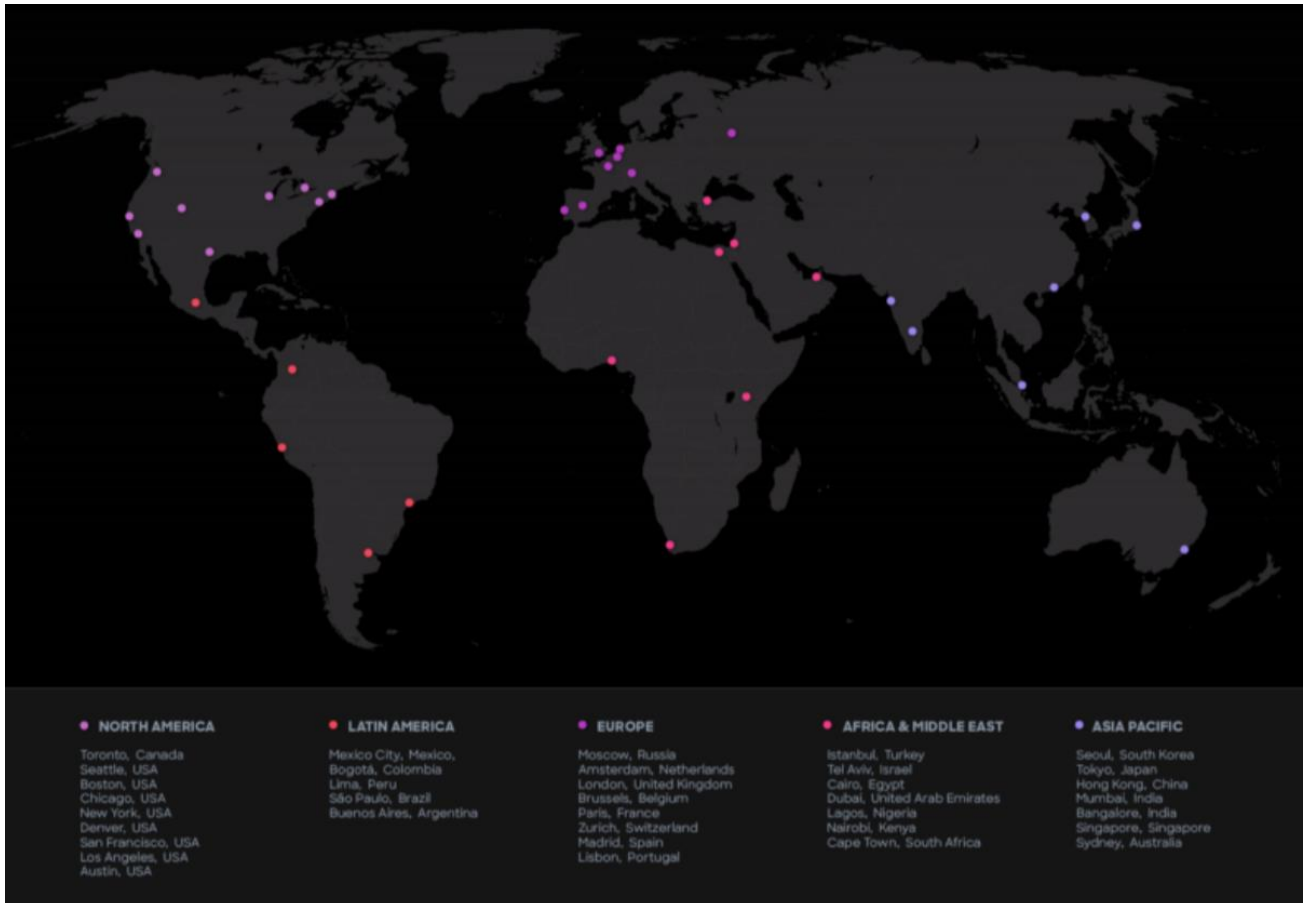 NORTH AMERICA
Toronto, Canada
Seattle, USA
Boston, USA
Chicago, USA
New York, USA
Denver, USA
San Francisco, USA
Los Angeles, USA
Austin, USA
LATIN AMERICA
Mexico City, Mexico,
Bogotá, Colombia
Lima, Peru
São Paulo, Brazil
Buenos Aires, Argentina
EUROPE
Moscow, Russia
Amsterdam, Netherlands
London, United Kingdom
Brussels, Belgium
Paris, France
Zurich, Switzerland
Madrid, Spain
Lisbon, Portugal
AFRICA & MIDDLE EAST
Istanbul, Turkey
Tel Aviv, Israel
Cairo, Egypt
Dubai, United Arab Emirates
Lagos, Nigeria
Nairobi, Kenya
Cape Town, South Africa
ASIA PACIFIC
Seoul, South Korea
Tokyo, Japan
Hong Kong, China
Mumbai, India
Bangalore, India
Singapore, Singapore
Sydney, Australia